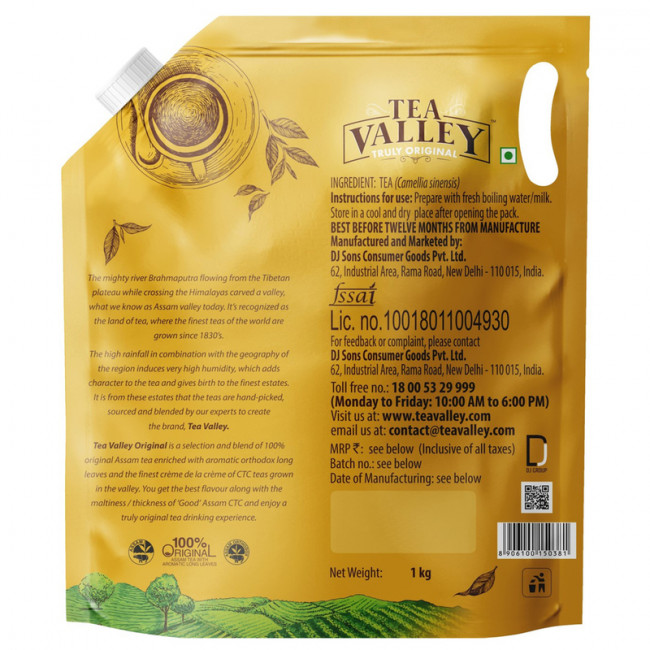 TEA
VALLEY
TRULY ORIGINAL
INGREDIENT: TEA (Camellia sinensis)
Instructions for use: Prepare with fresh boiling water/milk.
Store in a cool and dry place after opening the pack.
BEST BEFORE TWELVE MONTHS FROM MANUFACTURE
Manufactured and Marketed by:
DJ Sons Consumer Goods Pvt. Ltd.
62, Industrial Area, Rama Road, New Delhi - 110 015, India.
fssai
Lic. no.10018011004930
For feedback or complaint, please contact
DJ Sons Consumer Goods Pvt. Ltd.
62, Industrial Area, Rama Road, New Delhi - 110 015, India.
Toll free no.: 18 00 53 29 999
(Monday to Friday: 10:00 AM to 6:00 PM)
Visit us at: www.teavalley.com
email us at: contact@teavalley.com
MRP ₹: see below (Inclusive of all taxes)
Batch no.: see below
Date of Manufacturing: see below
DJ GROUP
8 906100 150381
Net Weight: 1 kg
The mighty river Brahmaputra flowing from the Tibetan
plateau while crossing the Himalayas carved a valley,
what we know as Assam valley today. It's recognized as
the land of tea, where the finest teas of the world are
grown since 1830's.
The high rainfall in combination with the geography of
the region induces very high humidity, which adds
character to the tea and gives birth to the finest estates.
It is from these estates that the teas are hand-picked,
sourced and blended by our experts to create
the brand, Tea Valley.
Tea Valley Original is a selection and blend of 100%
original Assam tea enriched with aromatic orthodox long
leaves and the finest crème de la crème of CTC teas grown
in the valley. You get the best flavour along with the
maltiness / thickness of 'Good' Assam CTC and enjoy a
truly original tea drinking experience.
100%
ORIGINAL
ASSAM TEA WITH
AROMATIC LONG LEAVES